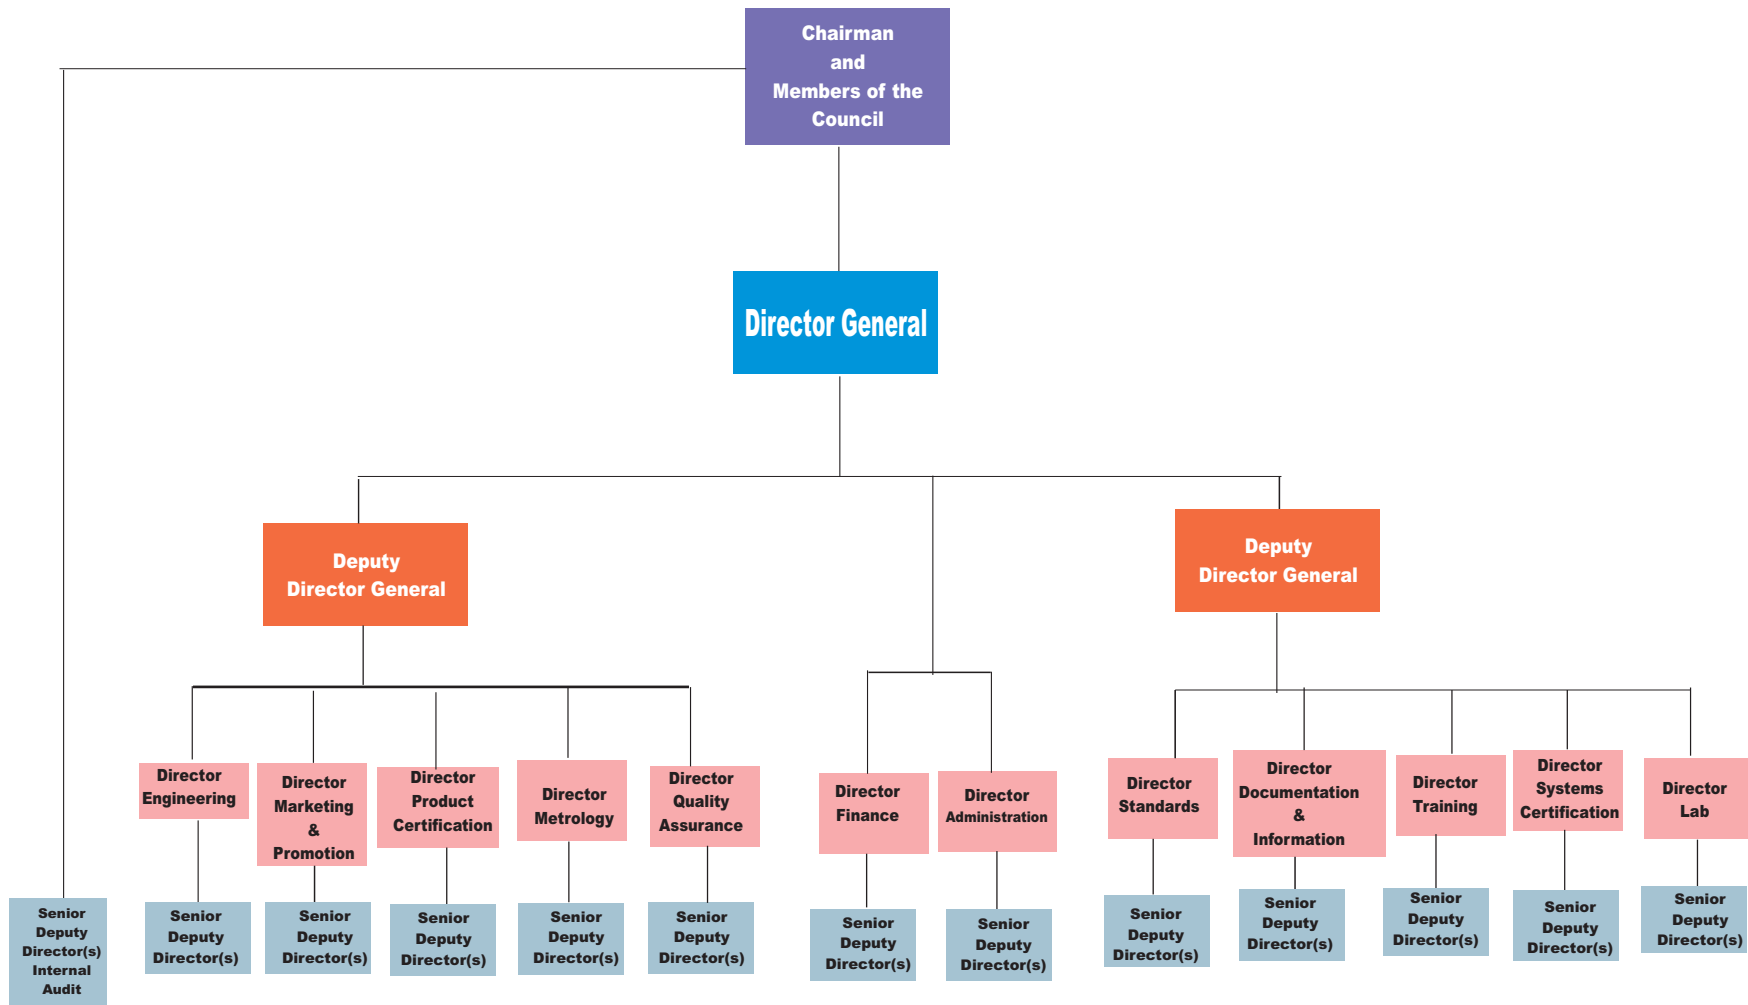 Chairman
and
Members of the
Council
Director General
Deputy
Director General
Deputy
Director General
Director
Engineering
Director
Marketing
&
Promotion
Director
Product
Certification
Director
Metrology
Director
Quality
Assurance
Director
Finance
Director
Administration
Director
Standards
Director
Documentation
&
Information
Director
Training
Director
Systems
Certification
Director
Lab
Senior
Deputy
Director(s)
Internal
Audit
Senior
Deputy
Director(s)
Senior
Deputy
Director(s)
Senior
Deputy
Director(s)
Senior
Deputy
Director(s)
Senior
Deputy
Director(s)
Senior
Deputy
Director(s)
Senior
Deputy
Director(s)
Senior
Deputy
Director(s)
Senior
Deputy
Director(s)
Senior
Deputy
Director(s)
Senior
Deputy
Director(s)
Senior
Deputy
Director(s)